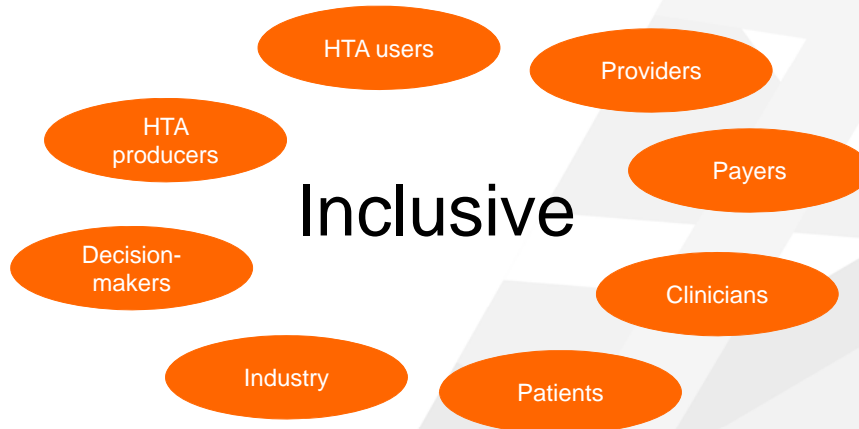 HTA users
Providers
HTA
producers
Payers
Inclusive
Decision-
makers
Clinicians
Industry
Patients